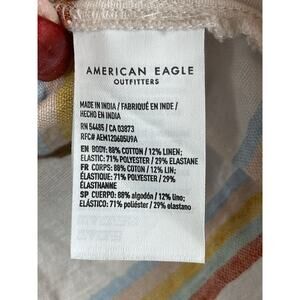 AMERICAN EAGLE
OUTFITTERS
MADE IN INDIA / FABRIQUÉ EN INDE /
HECHO EN INDIA
RN 54485 / CA 03873
RFC# AEM120605U9A
EN BODY: 88% COTTON / 12% LINEN;
ELASTIC: 71% POLYESTER / 29% ELASTANE
FR CORPS: 88% COTON / 12% LIN;
ÉLASTIQUE: 71% POLYESTER / 29%
ÉLASTHANNE
SP CUERPO: 88% algodón / 12% lino;
ELÁSTICO: 71% poliéster / 29% elastano